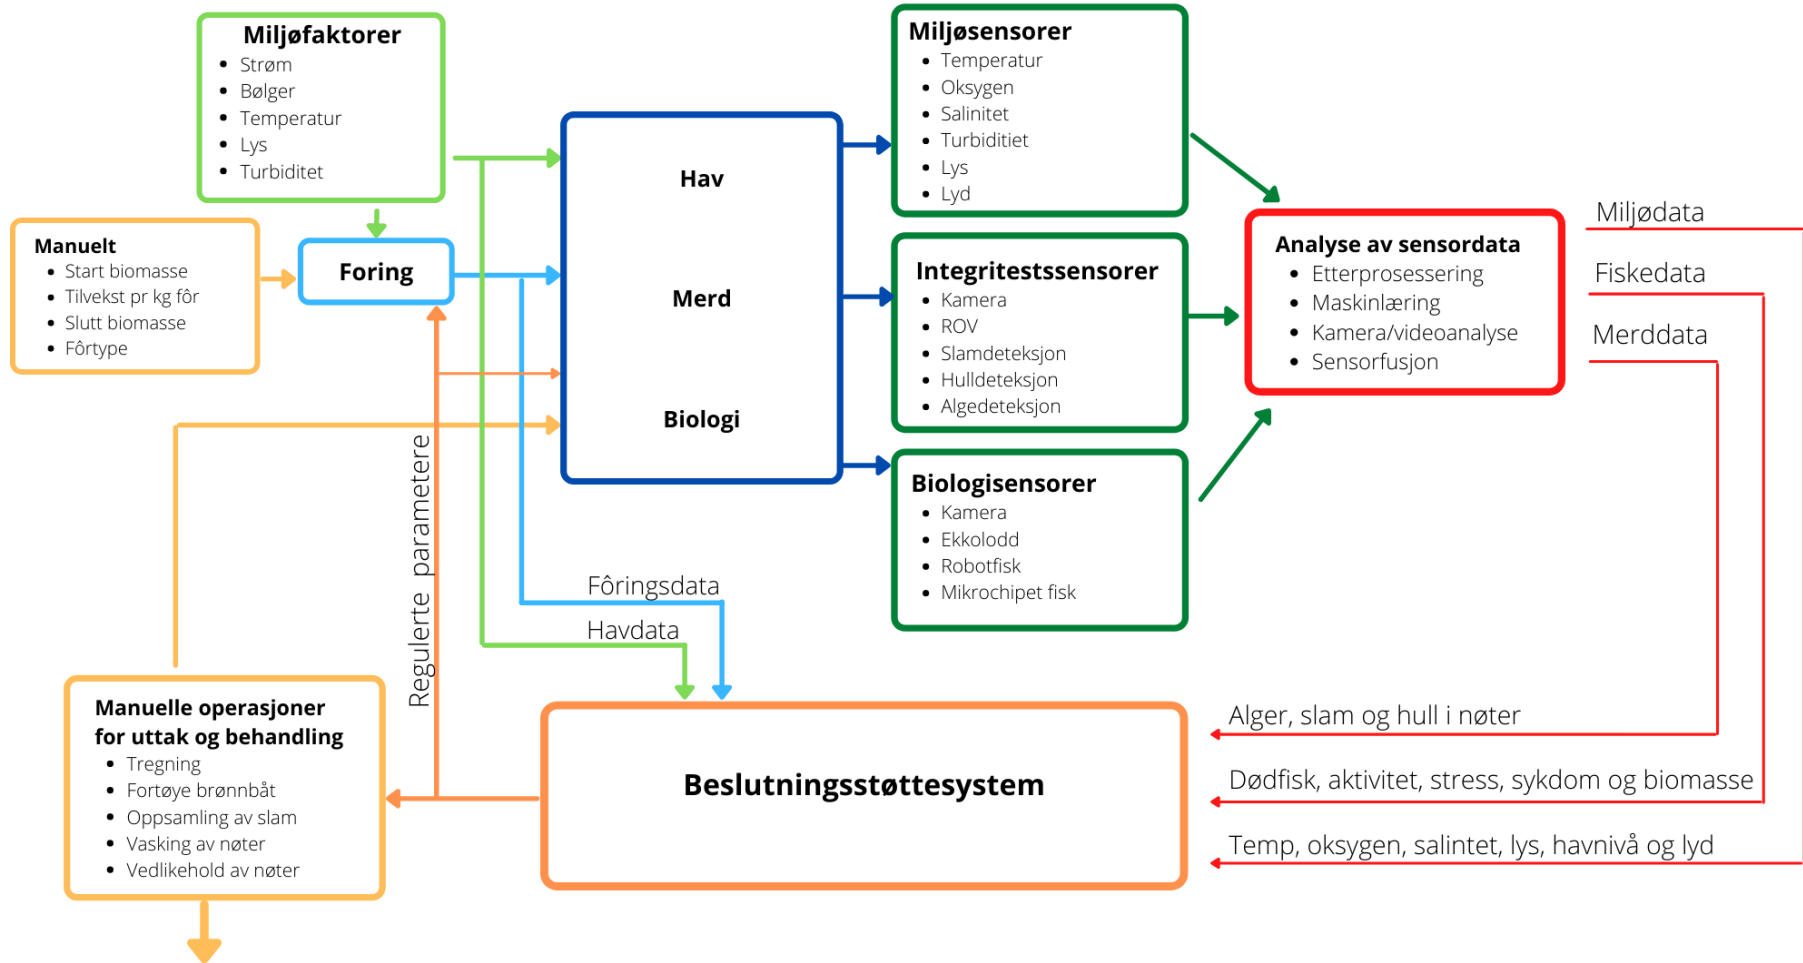 Miljøfaktorer
Strøm
Bølger
Temperatur
Lys
Turbiditet
Manuelt
Start biomasse
Tilvekst pr kg fôr
Slutt biomasse
Fôrtype
Foring
Hav
Merd
Biologi
Miljøsensorer
Temperatur
Oksygen
Salinitet
Turbiditiet
Lys
Lyd
Integritestssensorer
Kamera
ROV
Slamdeteksjon
Hulldeteksjon
Algedeteksjon
Biologisensorer
Kamera
Ekkolodd
Robotfisk
Mikrochipet fisk
Analyse av sensordata
Etterprosessering
Maskinlæring
Kamera/videoanalyse
Sensorfusjon
Miljødata
Fiskedata
Merddata
Regulerte parametere
Fôringsdata
Havdata
Manuelle operasjoner
for uttak og behandling
Tregning
Fortøye brønnbåt
Oppsamling av slam
Vasking av nøter
Vedlikehold av nøter
Beslutningsstøttesystem
Alger, slam og hull i nøter
Dødfisk, aktivitet, stress, sykdom og biomasse
Temp, oksygen, salintet, lys, havnivå og lyd